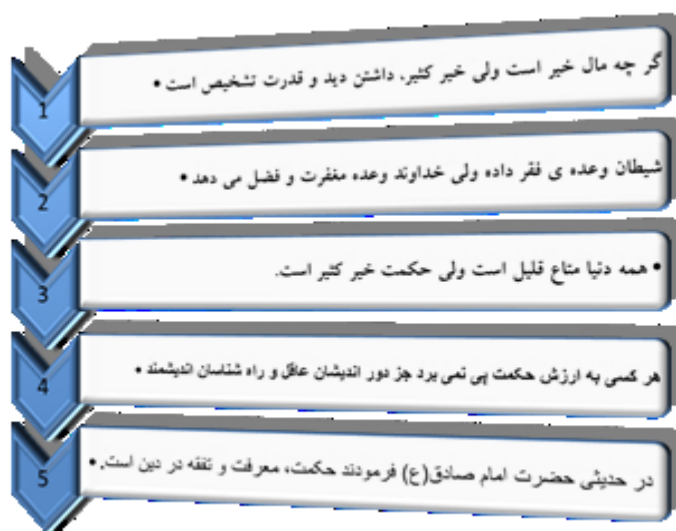 1
گر چه مال خیر است ولی خیر کثیر، داشتن دید و قدرت تشخیص است •
2
شیطان وعده ی فقر داده ولی خداوند وعده مغفرت و فضل می دهد •
3
• همه دنیا متاع قلیل است ولی حکمت خیر کثیر است.
4
هر کسی به ارزش حکمت پی نمی برد جز دور اندیشان عاقل و راه شناسان اندیشمند •
5
در حدیثی حضرت امام صادق(ع) فرمودند حکمت، معرفت و تفقه در دین است. •